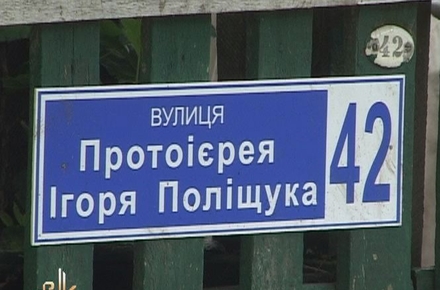 42
ВУЛИЦЯ
Протоієрея
Ігоря Поліщука
42